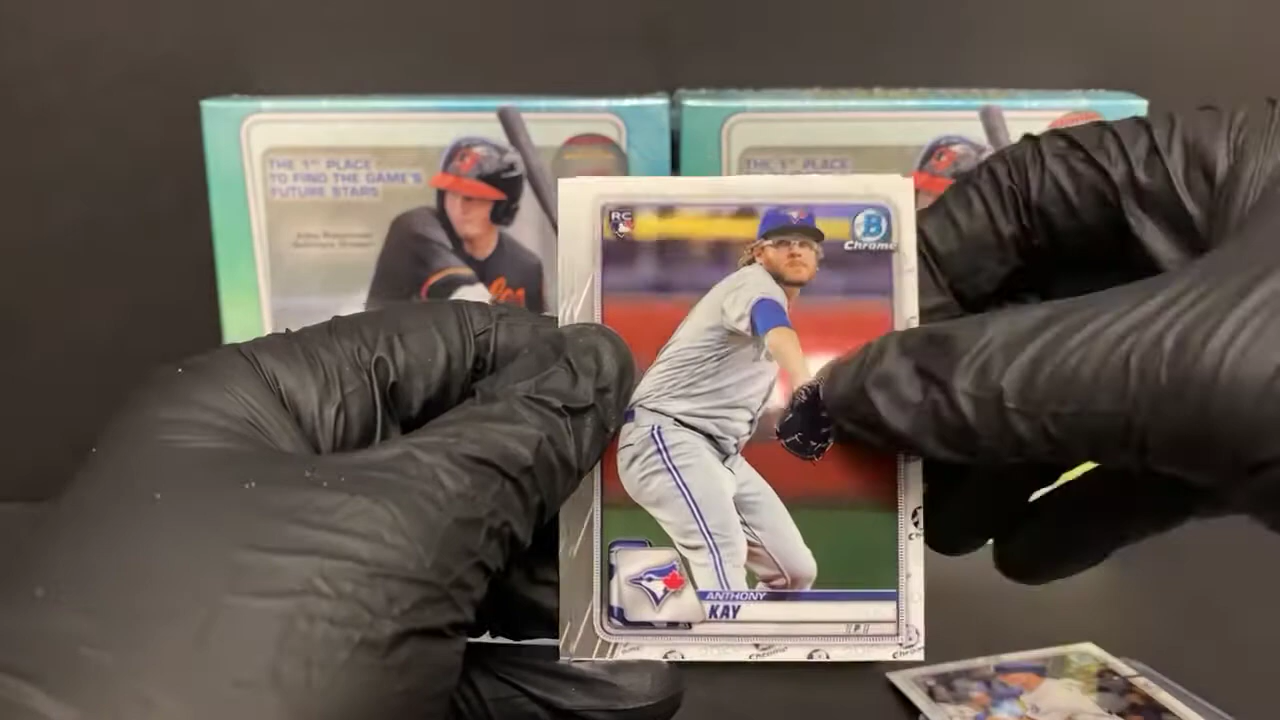 THE 1ST PLACE
TO FIND THE GAME'S
FUTURE STARS
THE 1ST PLACE
RC
B
Chrome
ANTHONY
KAY
P